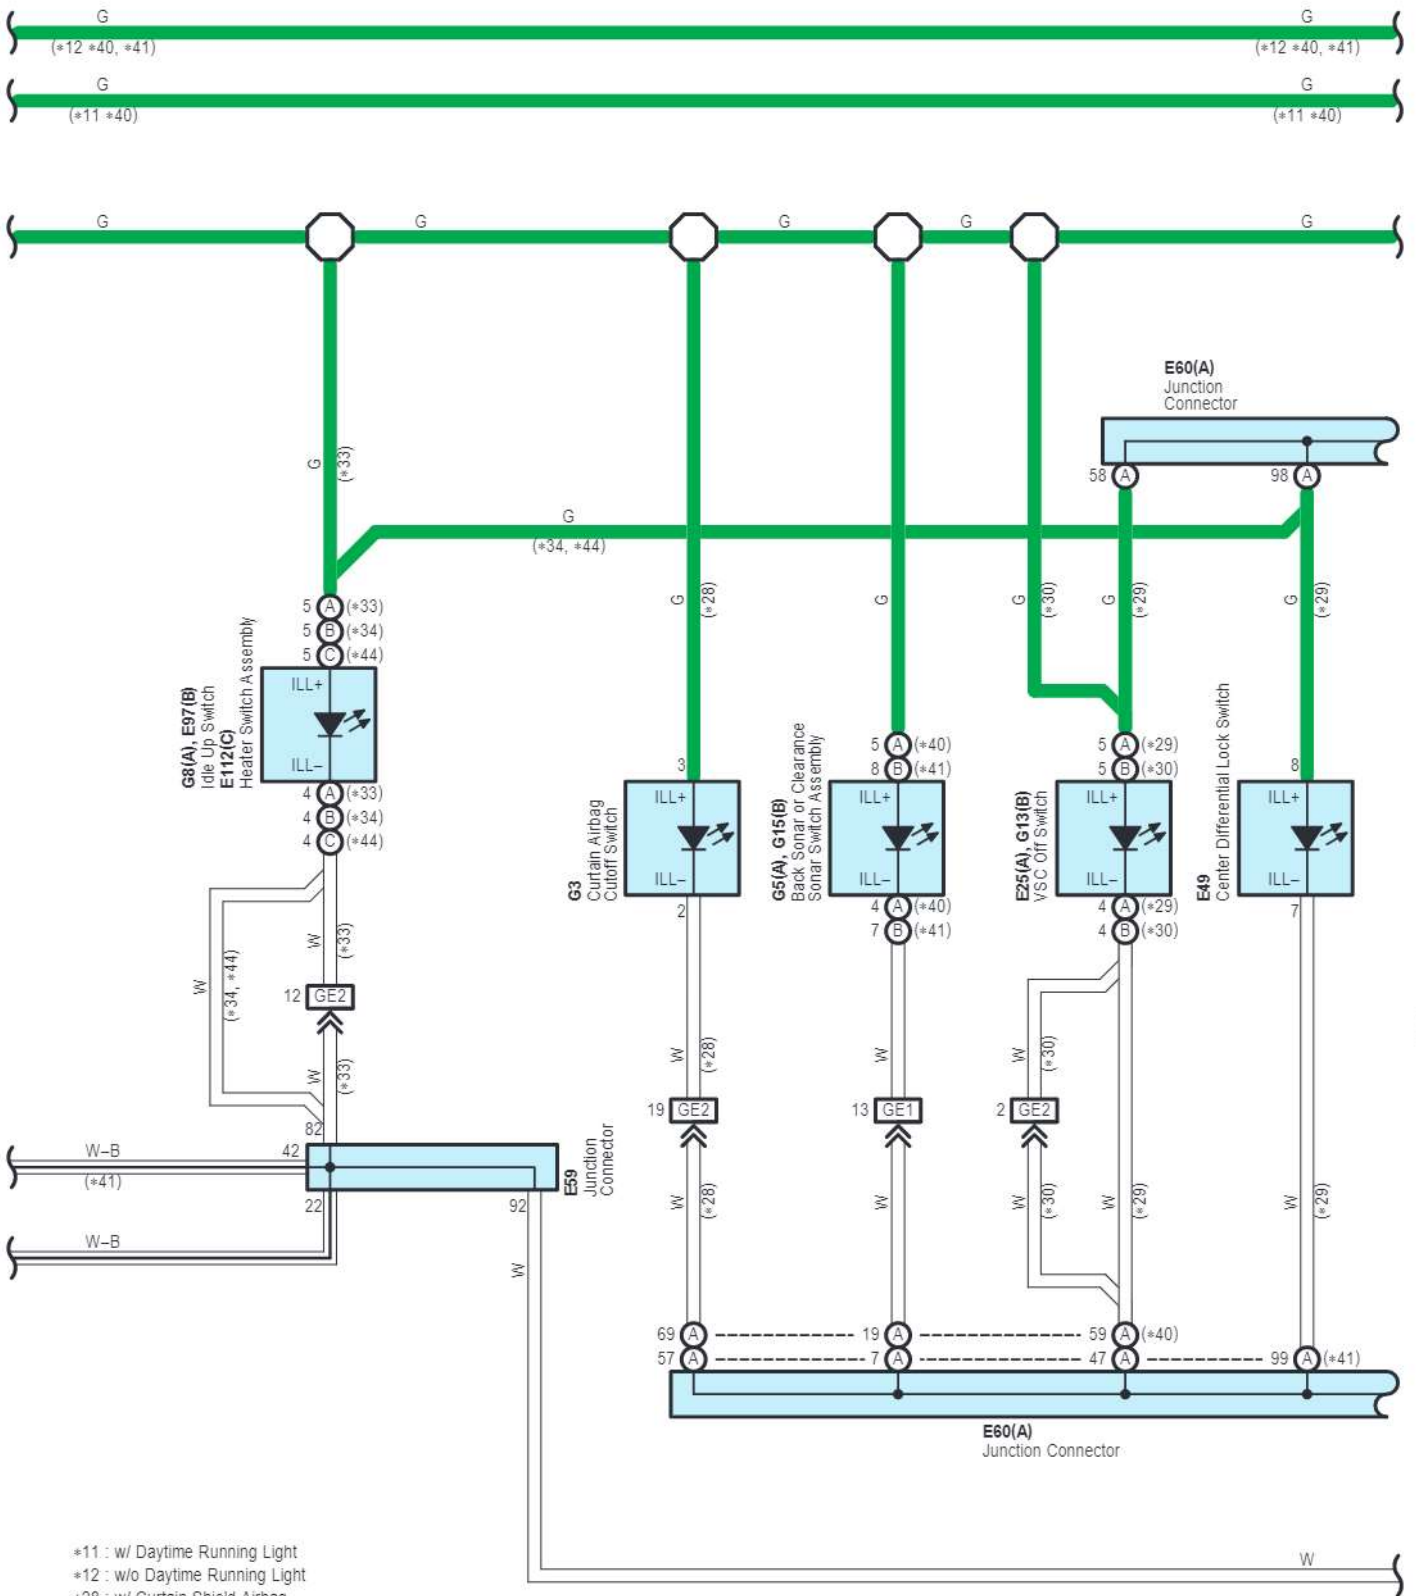 G G
(*12 *40, *41) (*12 *40, *41)
G G
(*11 *40) (*11 *40)
G G G G G
E60(A)
Junction
Connector
58 A 98 A
G
(*33)
G
(*34, *44)
G
(*28)
G
G
(*30)
G
(*29)
G
(*29)
5 A (*33)
5 B (*34)
5 C (*44)
G8(A), E97(B)
Idle Up Switch
E112(C)
Heater Switch Assembly
ILL+
ILL−
4 A (*33)
4 B (*34)
4 C (*44)
3
G3
Curtain Airbag
Cutoff Switch
ILL+
ILL−
2
5 A (*40)
8 B (*41)
G5(A), G15(B)
Back Sonar or Clearance
Sonar Switch Assembly
ILL+
ILL−
4 A (*40)
7 B (*41)
5 A (*29)
5 B (*30)
E25(A), G13(B)
VSC Off Switch
ILL+
ILL−
4 A (*29)
4 B (*30)
8
E49
Center Differential Lock Switch
ILL+
ILL−
7
W
(*34, *44)
W
(*33)
12 GE2
W
(*33)
W
(*28)
19 GE2
W
(*28)
W
13 GE1
W
W
(*30)
2 GE2
W
(*30)
W
(*29)
W
(*29)
82
W−B 42
(*41)
22 92
E59
Junction
Connector
W−B
W
69 A 19 A 59 A (*40)
57 A 7 A 47 A 99 A (*41)
E60(A)
Junction Connector
*11 : w/ Daytime Running Light
*12 : w/o Daytime Running Light
*28 : w/ Curtain Shield Airbag
W